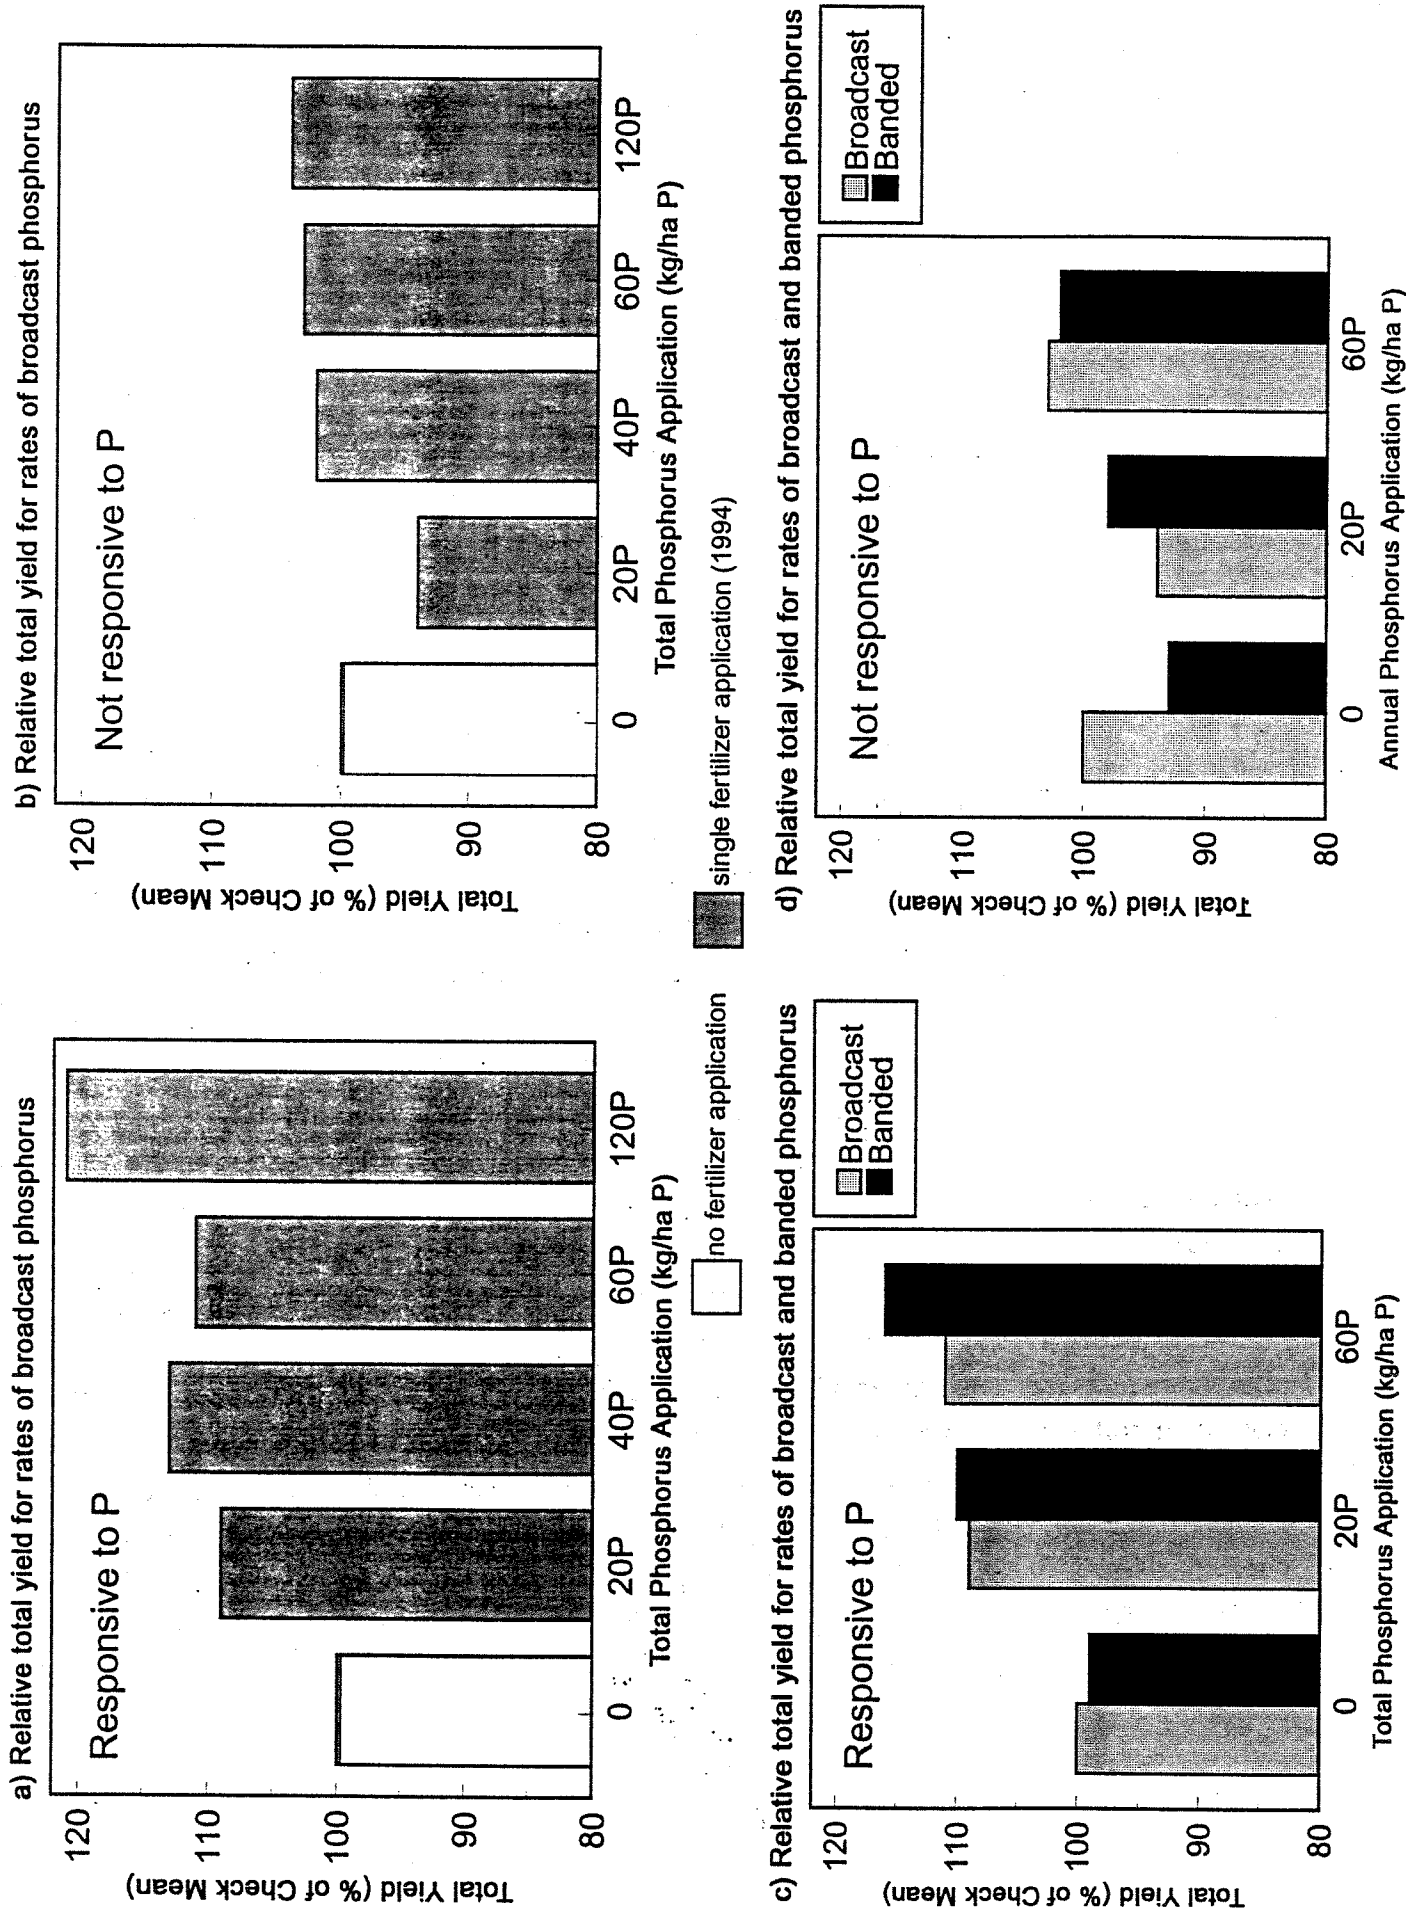 a) Relative total yield for rates of broadcast phosphorus
Total Yield (% of Check Mean)
120
110
100
90
80
Responsive to P
0
20P
40P
60P
120P
Total Phosphorus Application (kg/ha P)
b) Relative total yield for rates of broadcast phosphorus
Total Yield (% of Check Mean)
120
110
100
90
80
Not responsive to P
0
20P
40P
60P
120P
Total Phosphorus Application (kg/ha P)
no fertilizer application
single fertilizer application (1994)
c) Relative total yield for rates of broadcast and banded phosphorus
Total Yield (% of Check Mean)
120
110
100
90
80
Responsive to P
Broadcast
Banded
0
20P
60P
Total Phosphorus Application (kg/ha P)
d) Relative total yield for rates of broadcast and banded phosphorus
Total Yield (% of Check Mean)
120
110
100
90
80
Not responsive to P
Broadcast
Banded
0
20P
60P
Annual Phosphorus Application (kg/ha P)